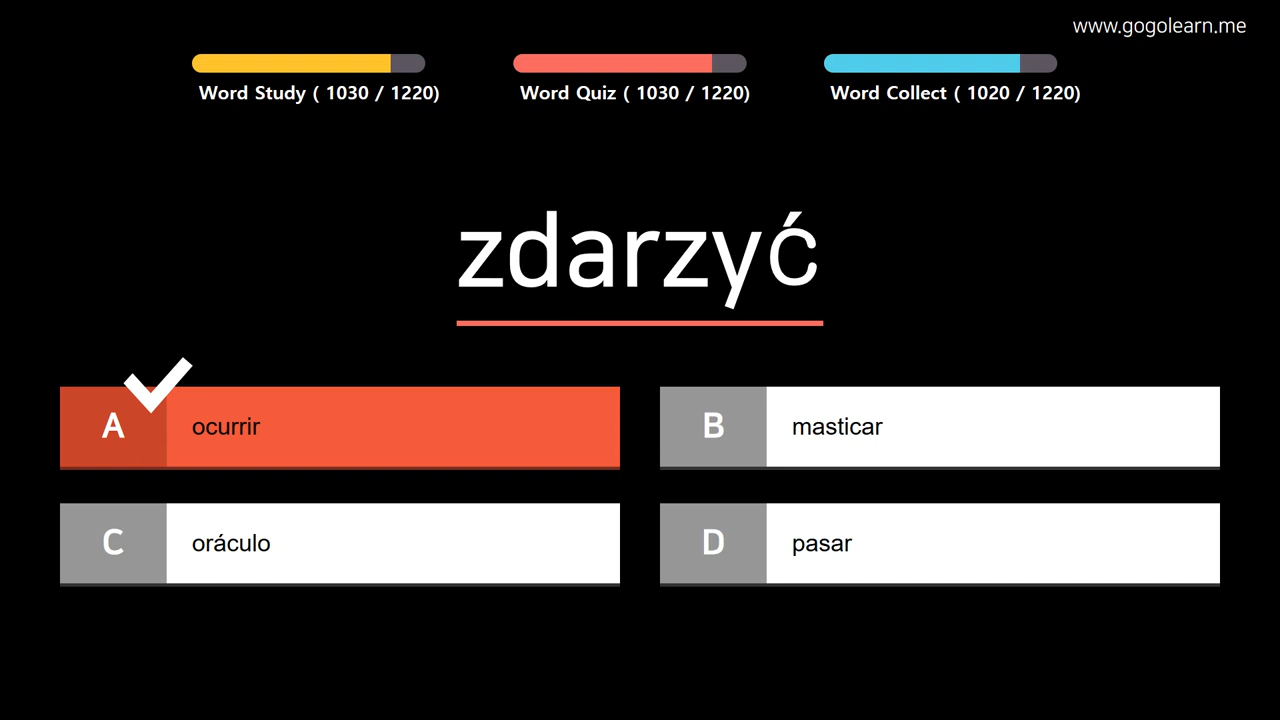 www.gogolearn.me
Word Study ( 1030 / 1220)
Word Quiz ( 1030 / 1220)
Word Collect ( 1020 / 1220)
zdarzyć
A ocurrir
B masticar
C oráculo
D pasar